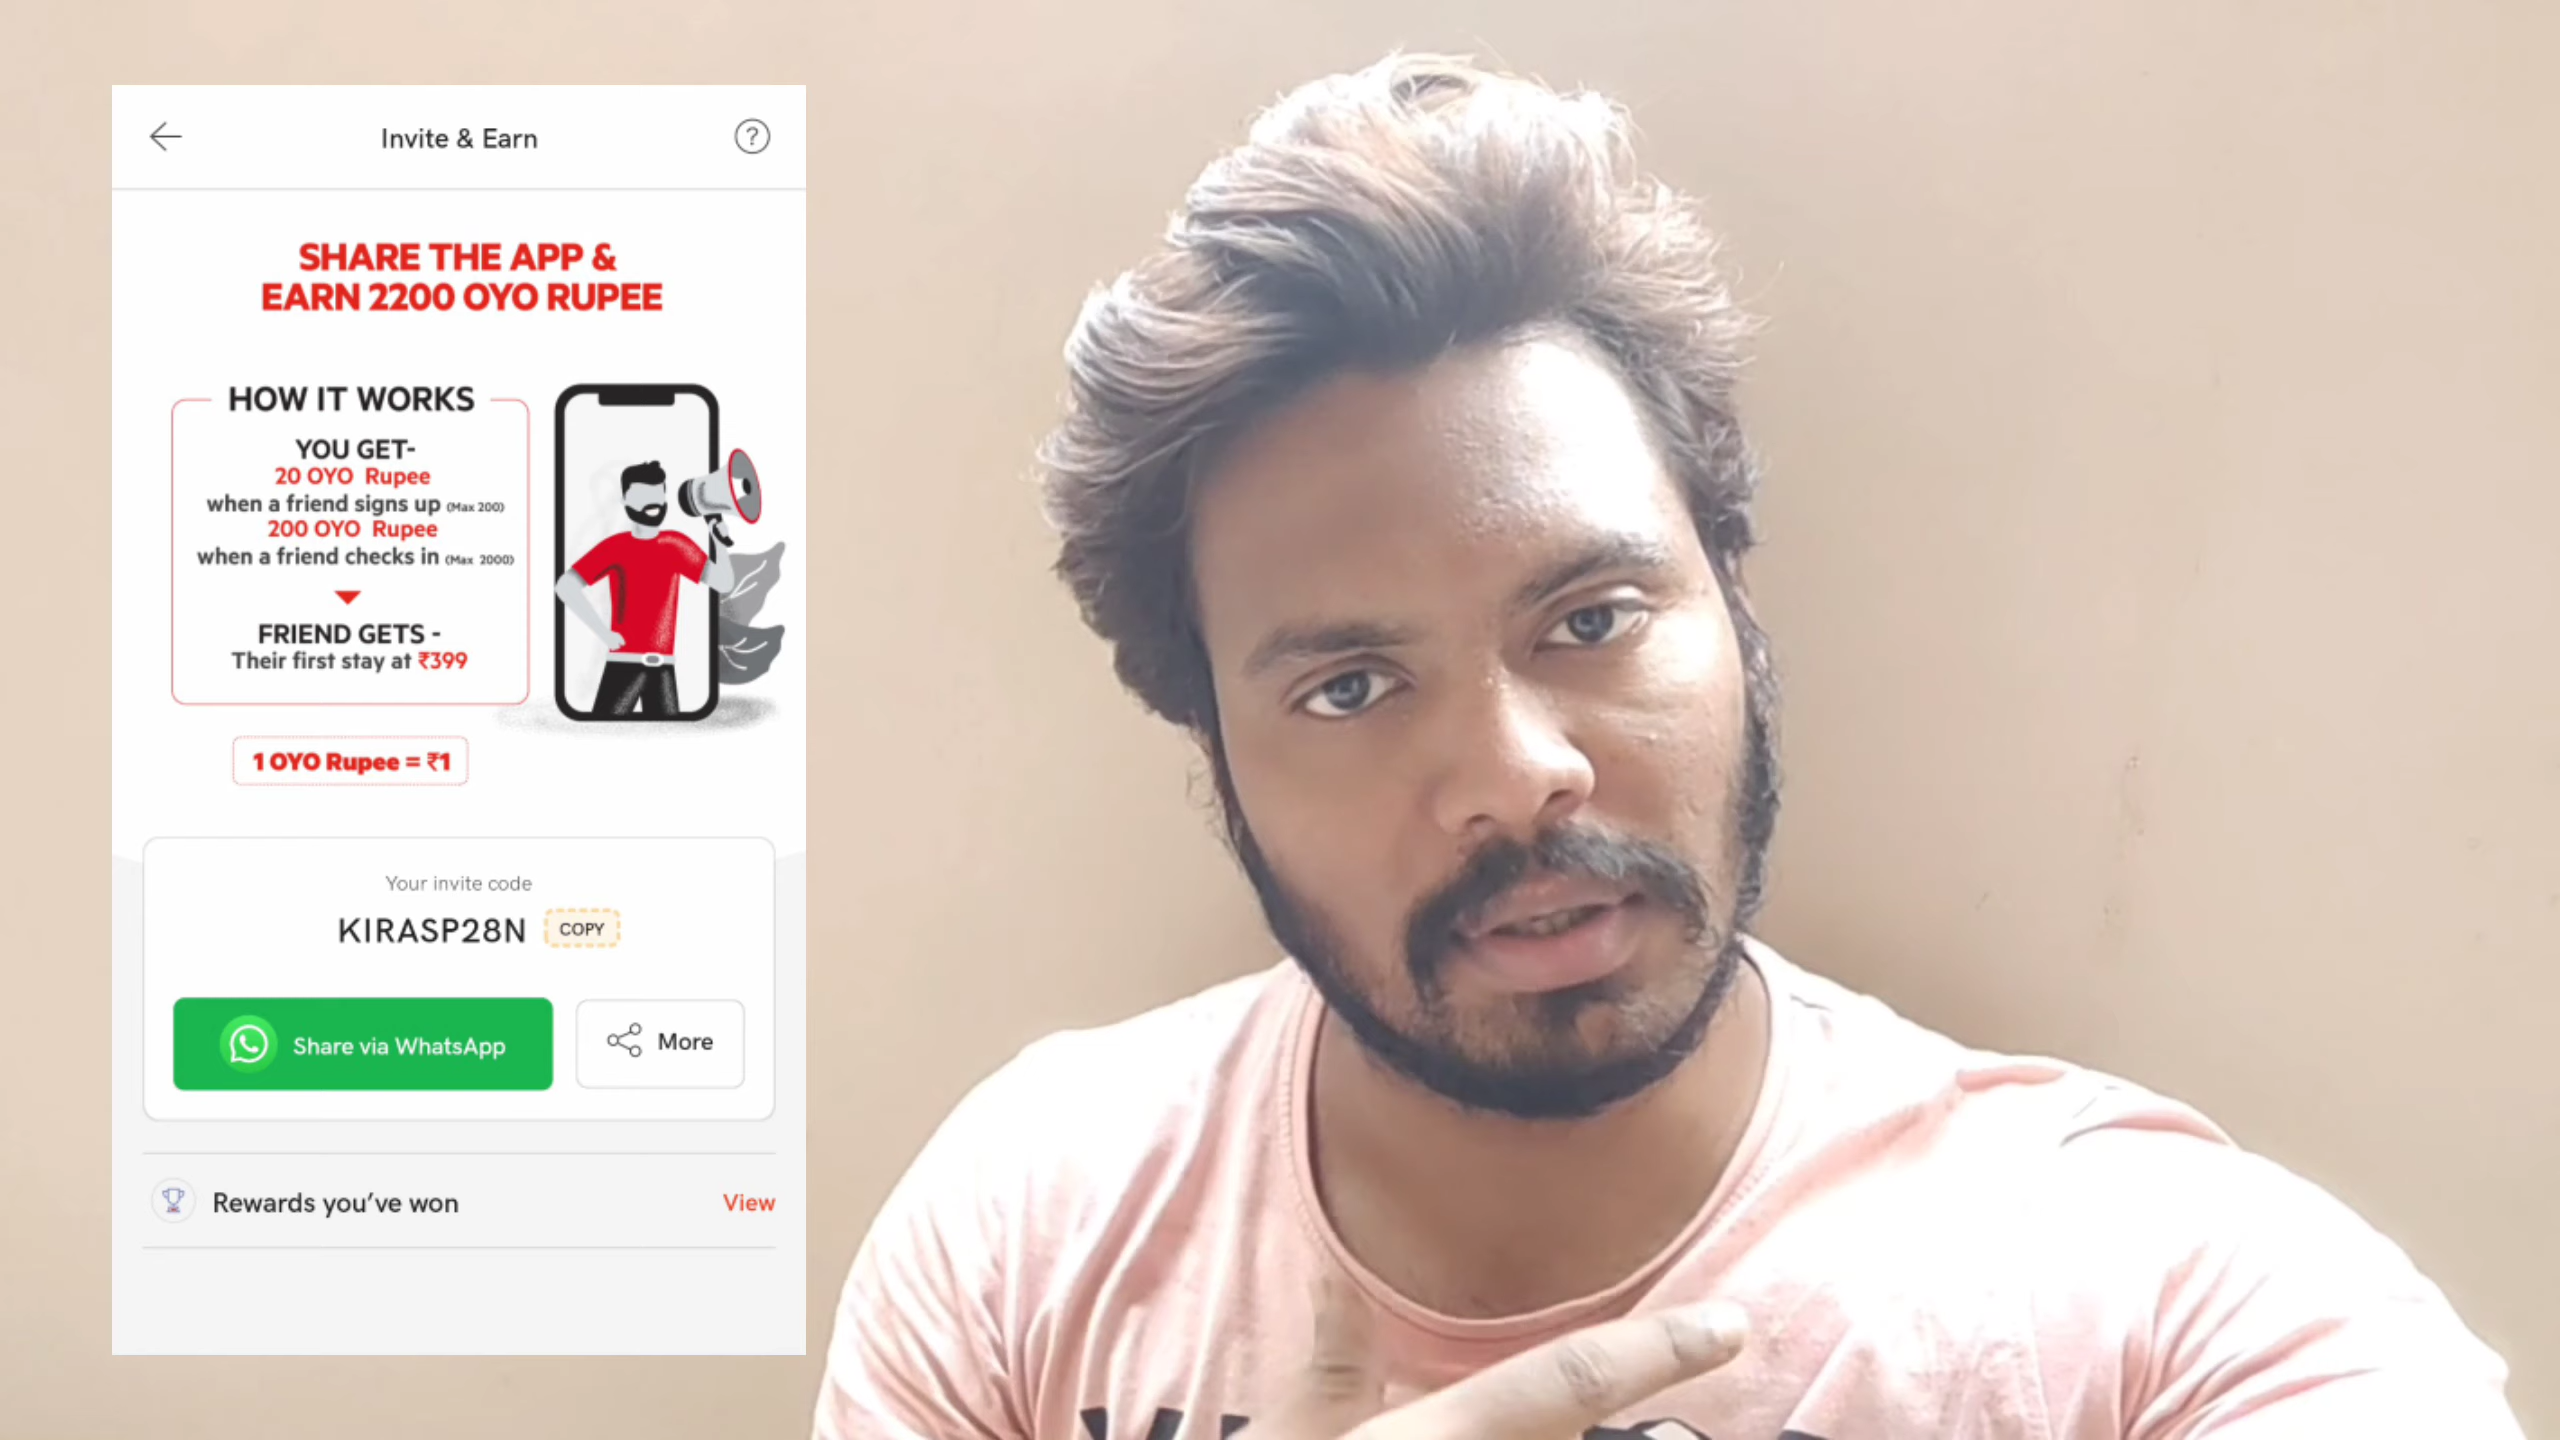 Invite & Earn
?
SHARE THE APP &
EARN 2200 OYO RUPEE
HOW IT WORKS
YOU GET-
20 OYO Rupee
when a friend signs up (Max 200)
200 OYO Rupee
when a friend checks in (Max 2000)
FRIEND GETS -
Their first stay at ₹399
1 OYO Rupee = ₹1
Your invite code
KIRASP28N COPY
Share via WhatsApp
More
Rewards you've won
View